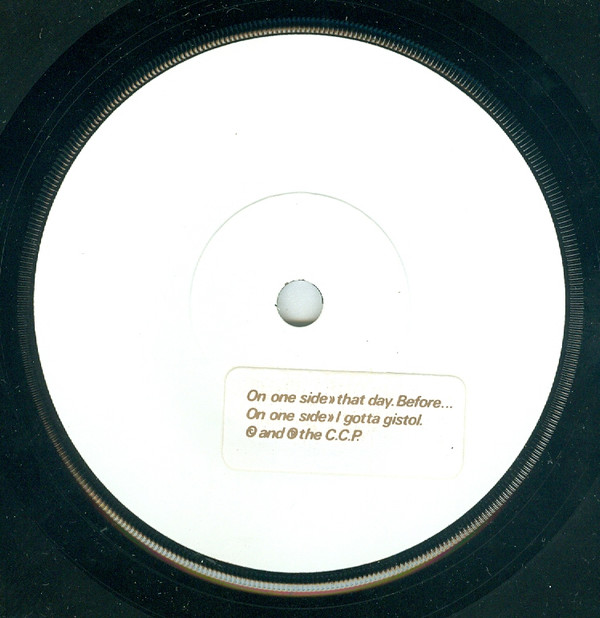 On one side» that day. Before...
On one side» I gotta gistol.
© and ℗ the C.C.P.